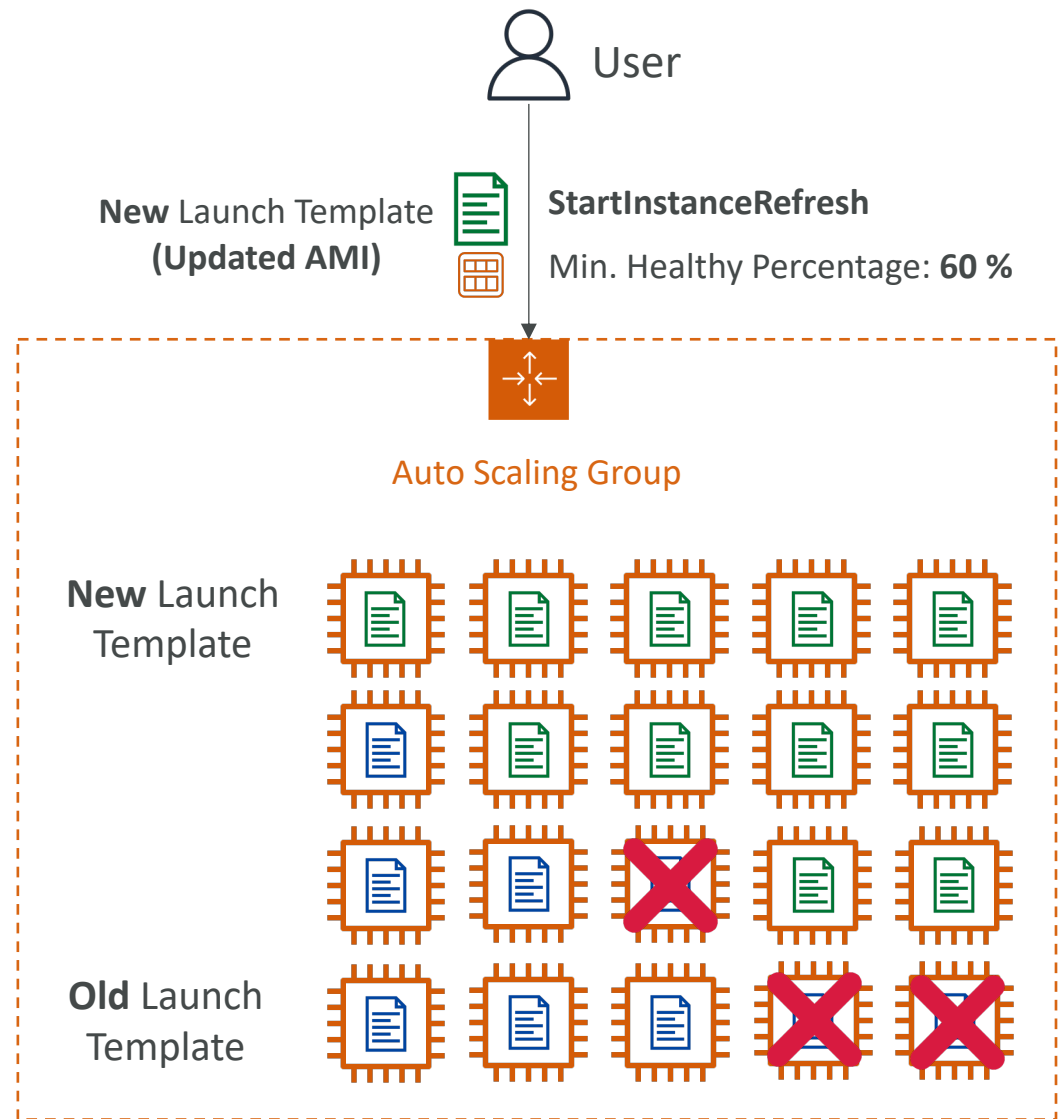 User
New Launch Template
(Updated AMI)
StartInstanceRefresh
Min. Healthy Percentage: 60 %
Auto Scaling Group
New Launch
Template
Old Launch
Template